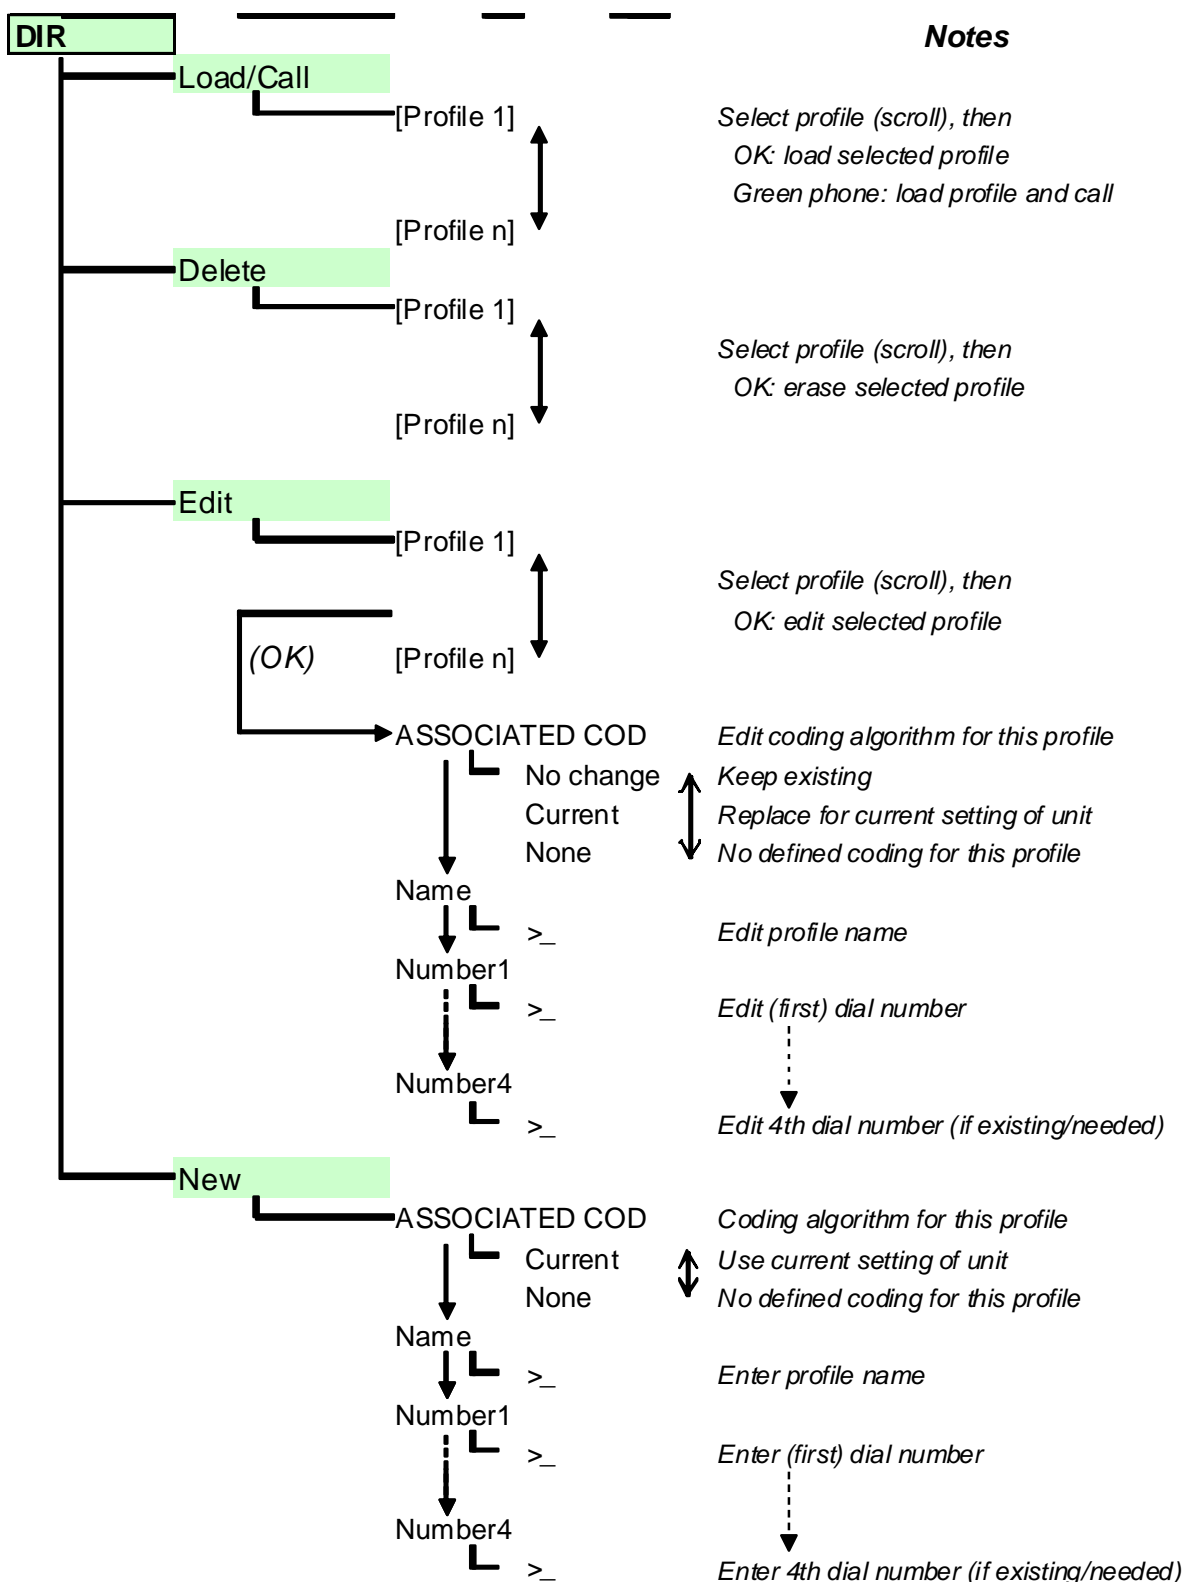 DIR Notes
Load/Call
[Profile 1] Select profile (scroll), then
OK: load selected profile
Green phone: load profile and call
[Profile n]
Delete
[Profile 1]
Select profile (scroll), then
OK: erase selected profile
[Profile n]
Edit
[Profile 1]
Select profile (scroll), then
OK: edit selected profile
(OK) [Profile n]
ASSOCIATED COD Edit coding algorithm for this profile
No change Keep existing
Current Replace for current setting of unit
None No defined coding for this profile
Name
>_ Edit profile name
Number1
>_ Edit (first) dial number
Number4
>_ Edit 4th dial number (if existing/needed)
New
ASSOCIATED COD Coding algorithm for this profile
Current Use current setting of unit
None No defined coding for this profile
Name
>_ Enter profile name
Number1
>_ Enter (first) dial number
Number4
>_ Enter 4th dial number (if existing/needed)